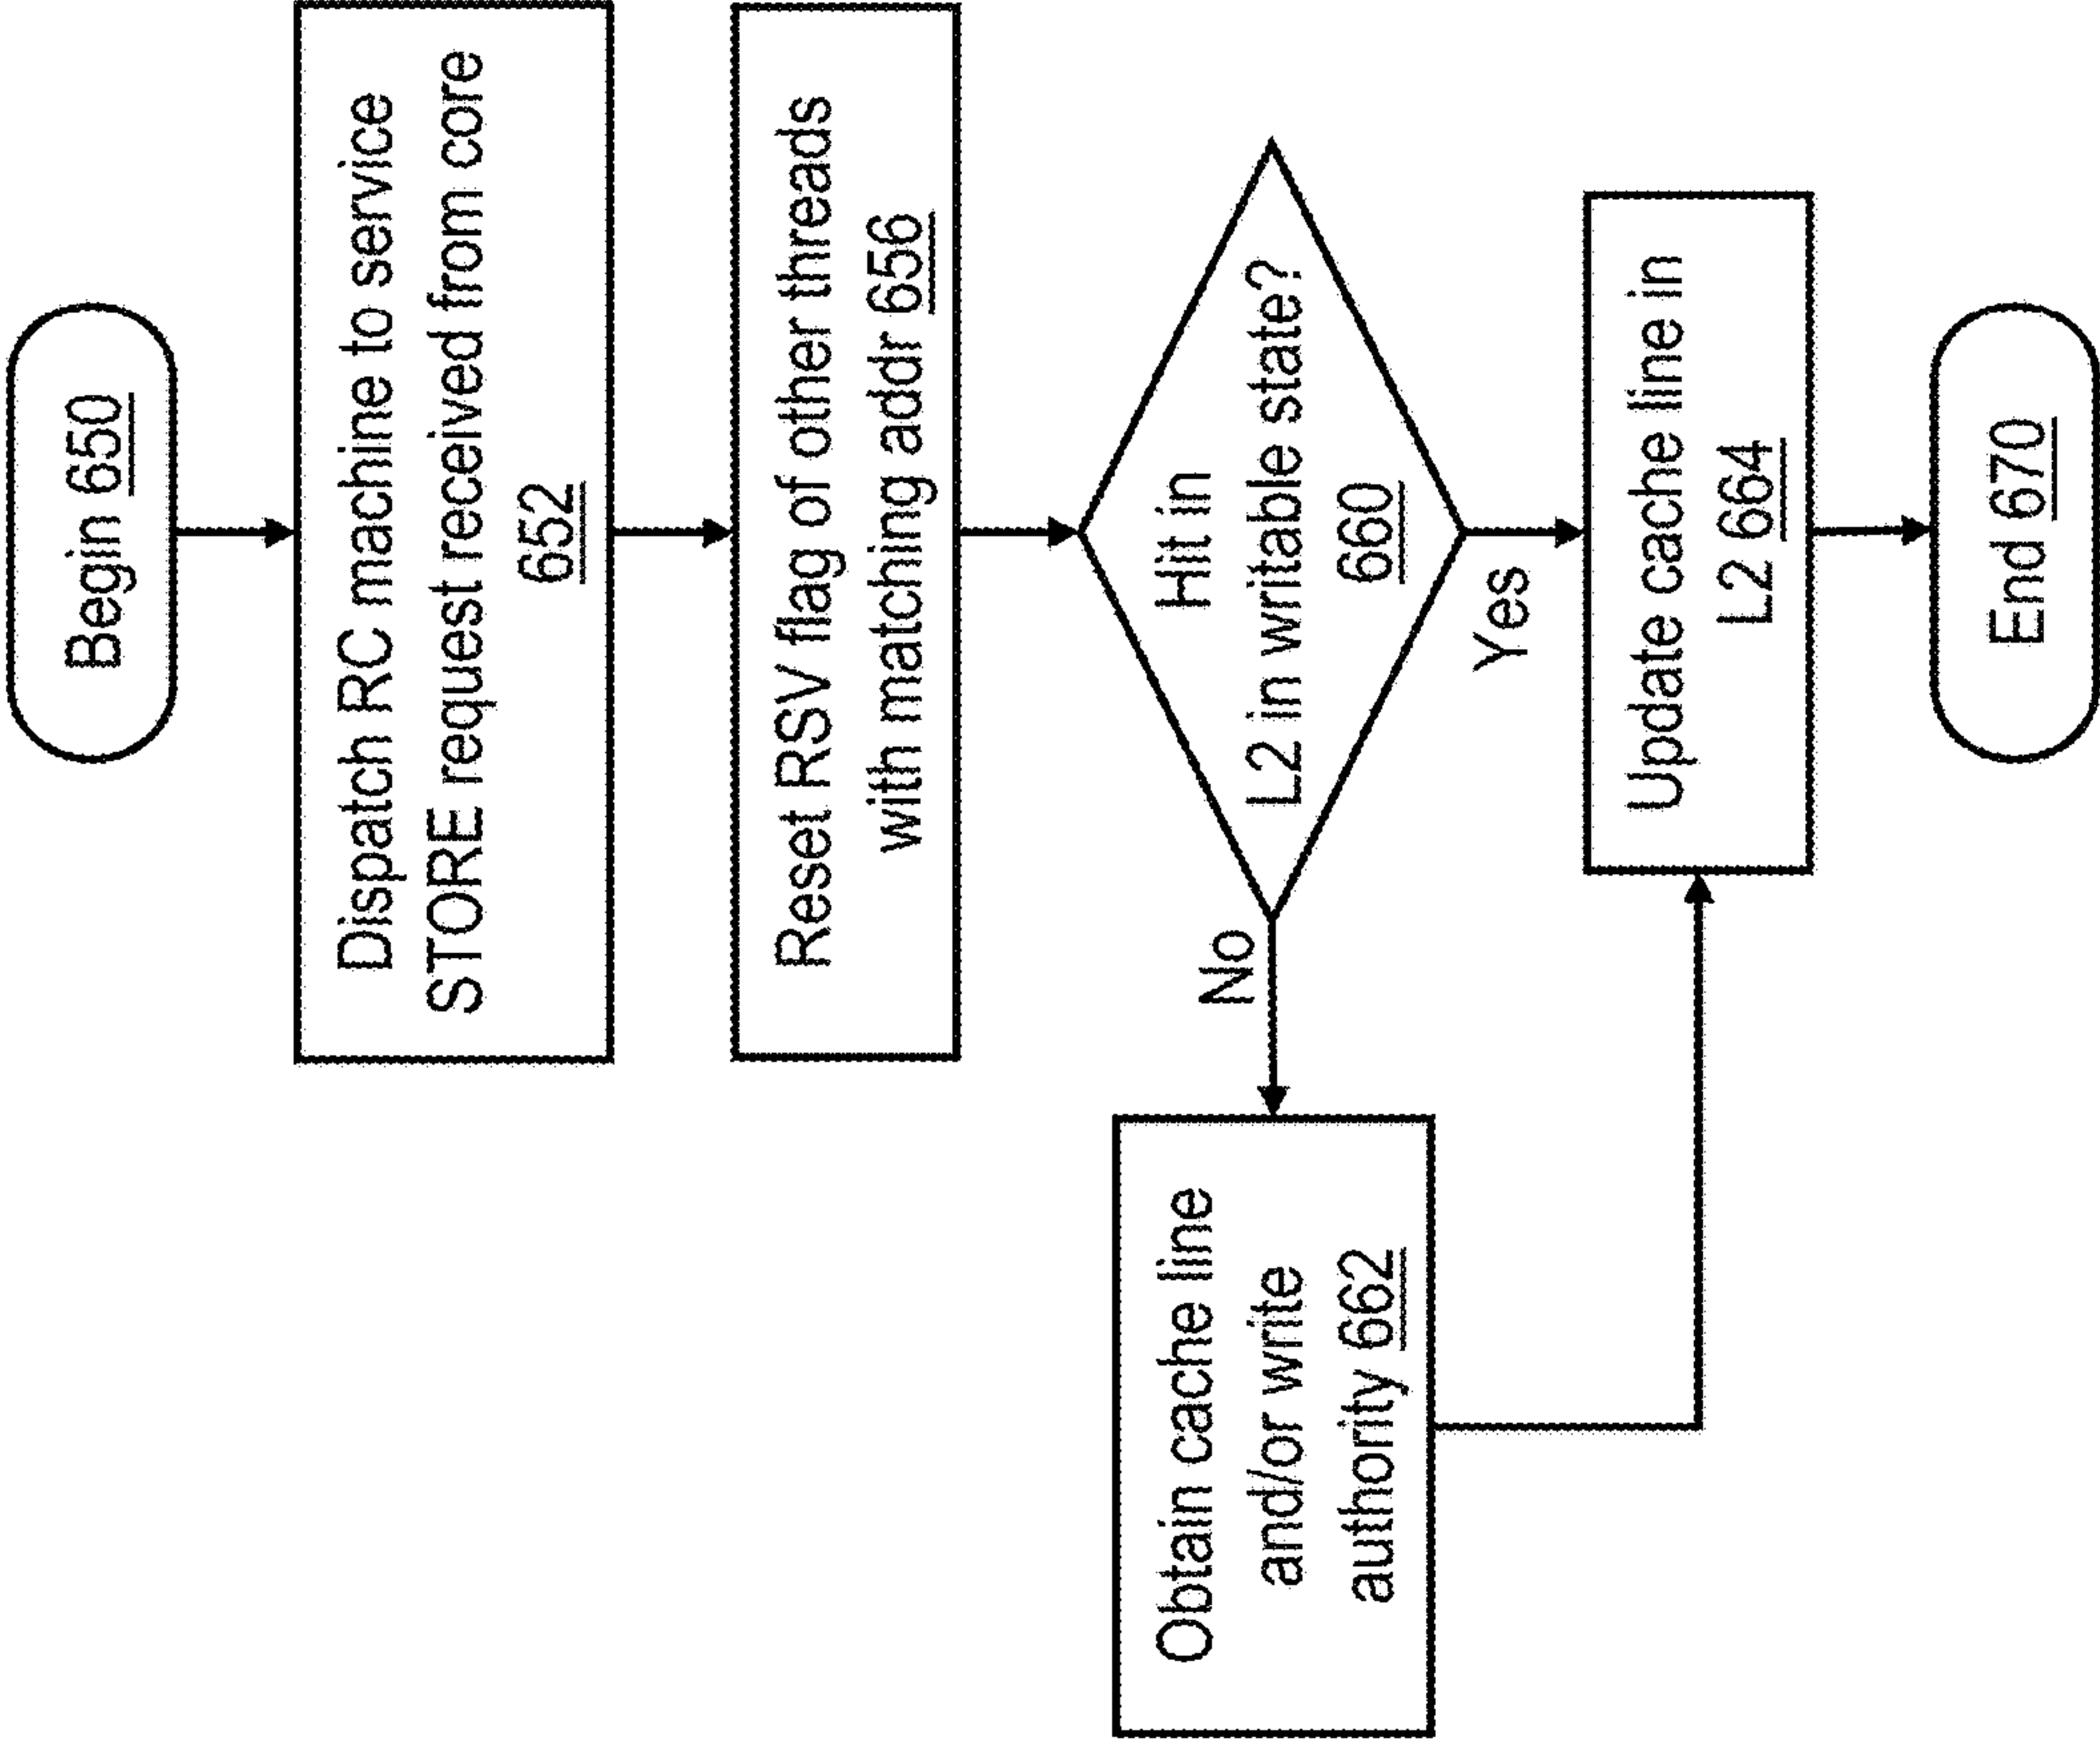 Begin 650
Dispatch RC machine to service
STORE request received from core
652
Reset RSV flag of other threads
with matching addr 656
Hit in
L2 in writable state?
660
No
Yes
Obtain cache line
and/or write
authority 662
Update cache line in
L2 664
End 670